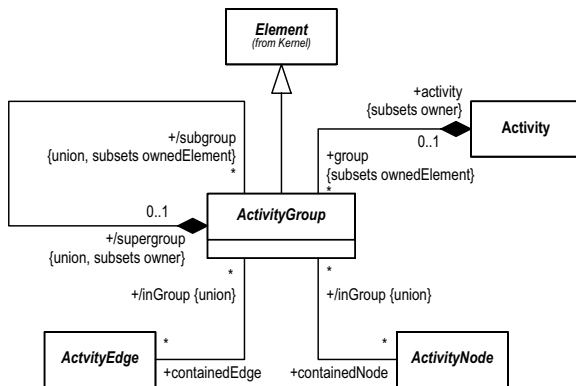 Element
(from Kernel)
+activity
{subsets owner}
Activity
0..1
+/subgroup
{union, subsets ownedElement}
*
+group
{subsets ownedElement}
*
0..1
ActivityGroup
+/supergroup
{union, subsets owner}
*
*
+/inGroup {union}
+/inGroup {union}
ActvityEdge
*
+containedEdge
*
+containedNode
ActivityNode